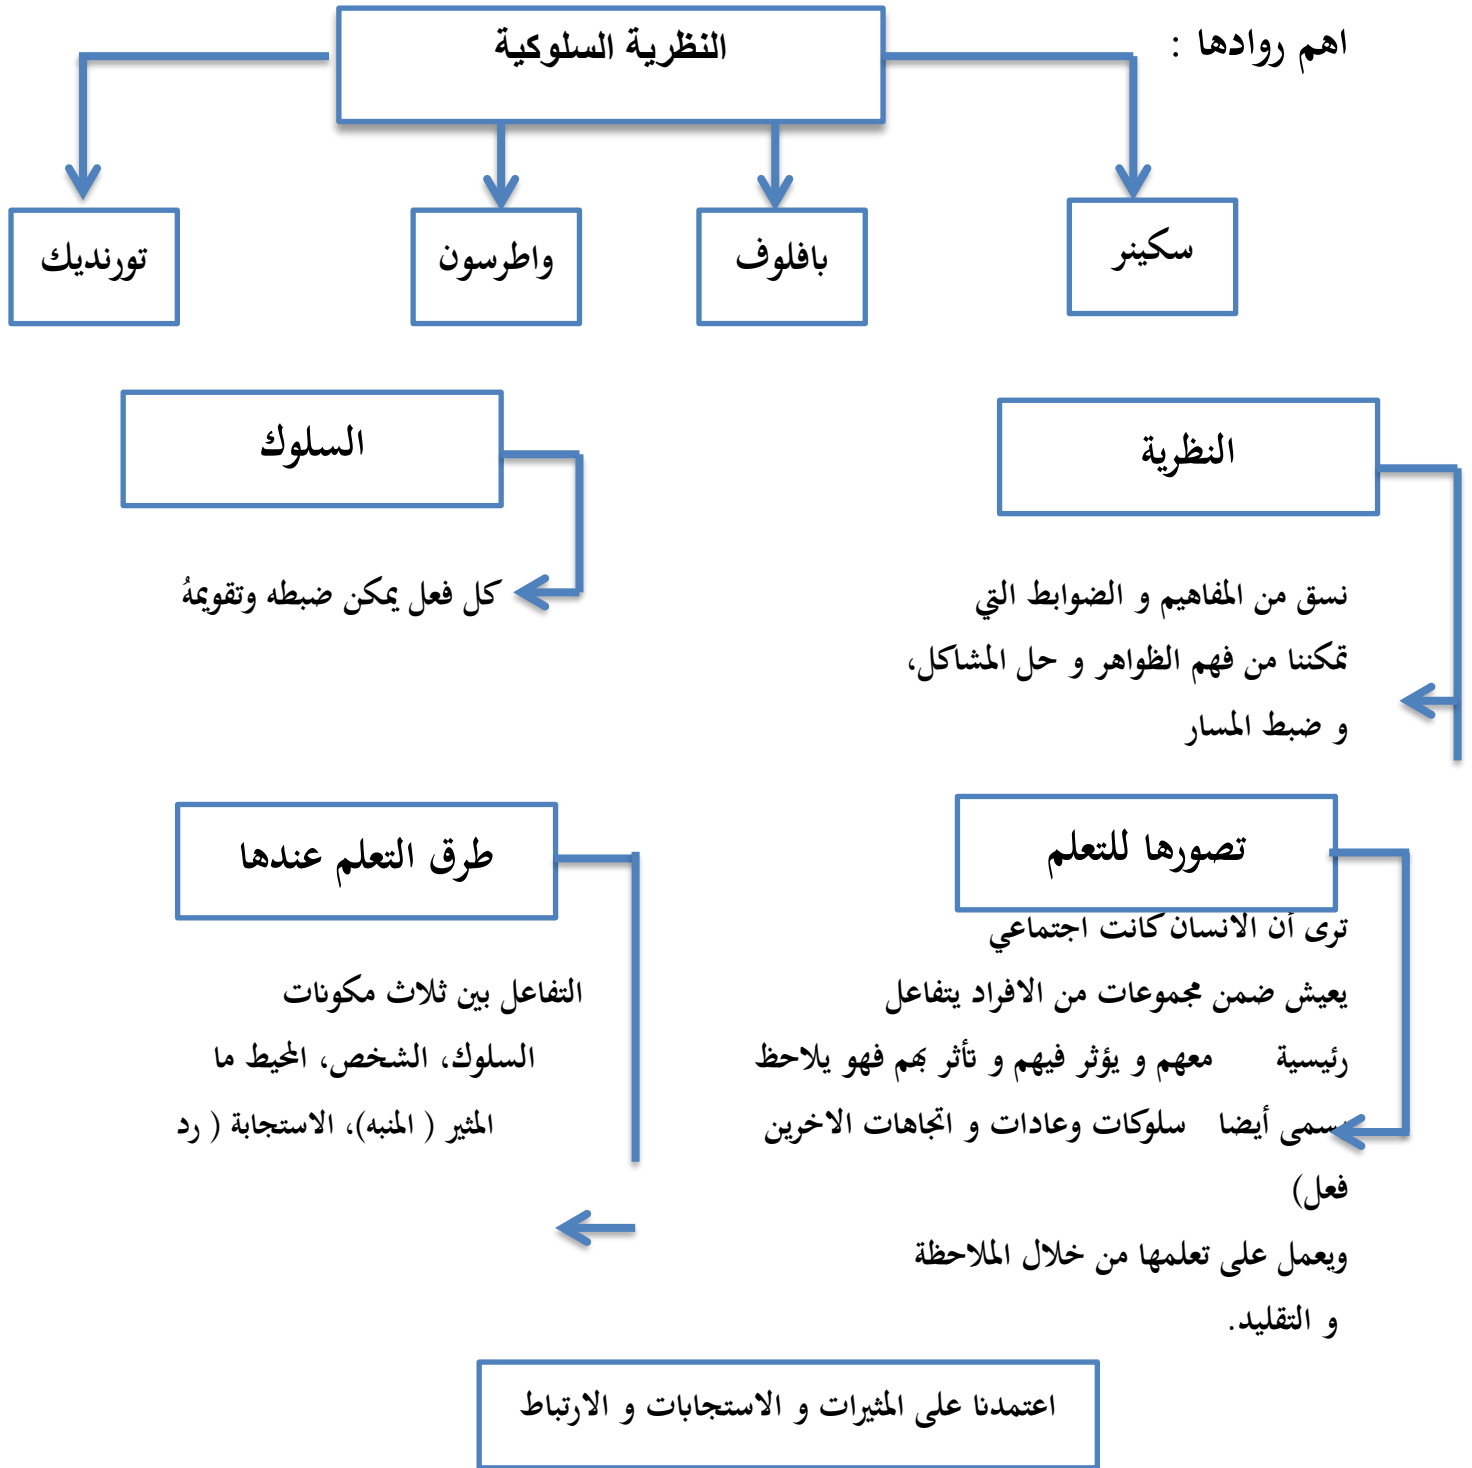 اهم روادها :
النظرية السلوكية
سكينر
بافلوف
واطرسون
تورنديك
النظرية
نسق من المفاهيم و الضوابط التي
تمكننا من فهم الظواهر و حل المشاكل،
و ضبط المسار
السلوك
كل فعل يمكن ضبطه وتقويمهُ
تصورها للتعلم
طرق التعلم عندها
ترى أن الانسان كانت اجتماعي
يعيش ضمن مجموعات من الافراد يتفاعل التفاعل بين ثلاث مكونات
رئيسية معهم و يؤثر فيهم و تأثر بهم فهو يلاحظ السلوك، الشخص، المحيط ما
يسمى أيضا سلوكات وعادات و اتجاهات الاخرين المثير ( المنبه)، الاستجابة ( رد
فعل)
ويعمل على تعلمها من خلال الملاحظة
و التقليد.
اعتمدنا على المثيرات و الاستجابات و الارتباط